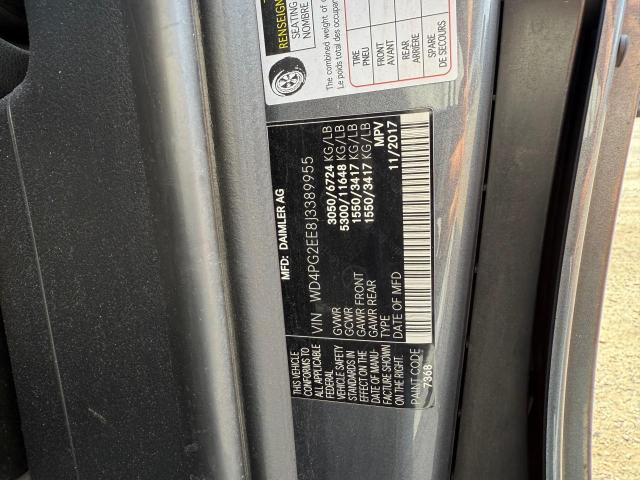 RENSEIGN
SEATING
NOMBRE
The combined weight of
Le poids total des occupa
TIRE
PNEU
FRONT
AVANT
REAR
ARRIÈRE
SPARE
DE SECOURS
MFD: DAIMLER AG
VIN WD4PG2EE8J3389955
GVWR 3050/6724 KG/LB
GCWR 5300/11648 KG/LB
GAWR FRONT 1550/3417 KG/LB
GAWR REAR 1550/3417 KG/LB
TYPE MPV
DATE OF MFD 11/2017
THIS VEHICLE
CONFORMS TO
ALL APPLICABLE
FEDERAL
VEHICLE SAFETY
STANDARDS IN
EFFECT ON THE
DATE OF MANU-
FACTURE SHOWN
ON THE RIGHT.
PAINT CODE
7368